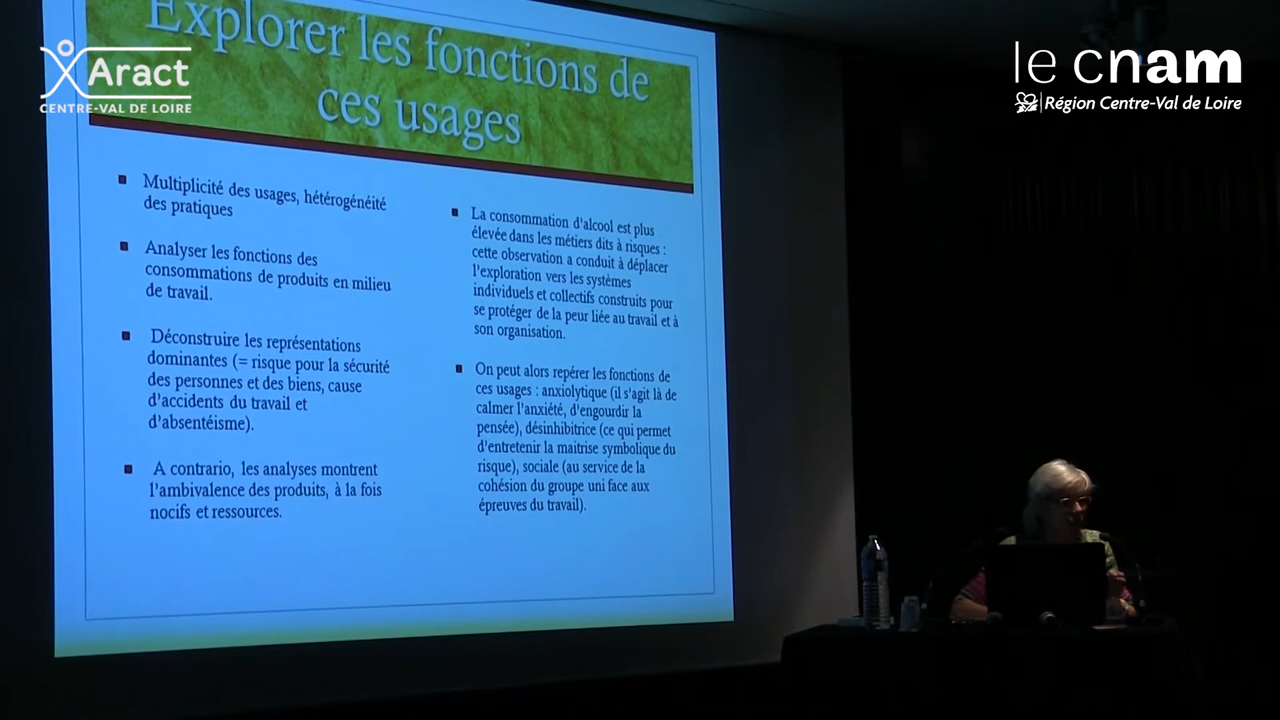 Aract
CENTRE-VAL DE LOIRE
le cnam
Région Centre-Val de Loire
Explorer les fonctions de
ces usages
Multiplicité des usages, hétérogénéité
des pratiques
Analyser les fonctions des
consommations de produits en milieu
de travail.
Déconstruire les représentations
dominantes (= risque pour la sécurité
des personnes et des biens, cause
d'accidents du travail et
d'absentéisme).
A contrario, les analyses montrent
l'ambivalence des produits, à la fois
nocifs et ressources.
La consommation d'alcool est plus
élevée dans les métiers dits à risques :
cette observation a conduit à déplacer
l'exploration vers les systèmes
individuels et collectifs construits pour
se protéger de la peur liée au travail et à
son organisation.
On peut alors repérer les fonctions de
ces usages : anxiolytique (il s'agit là de
calmer l'anxiété, d'engourdir la
pensée), désinhibitrice (ce qui permet
d'entretenir la maitrise symbolique du
risque), sociale (au service de la
cohésion du groupe uni face aux
épreuves du travail).